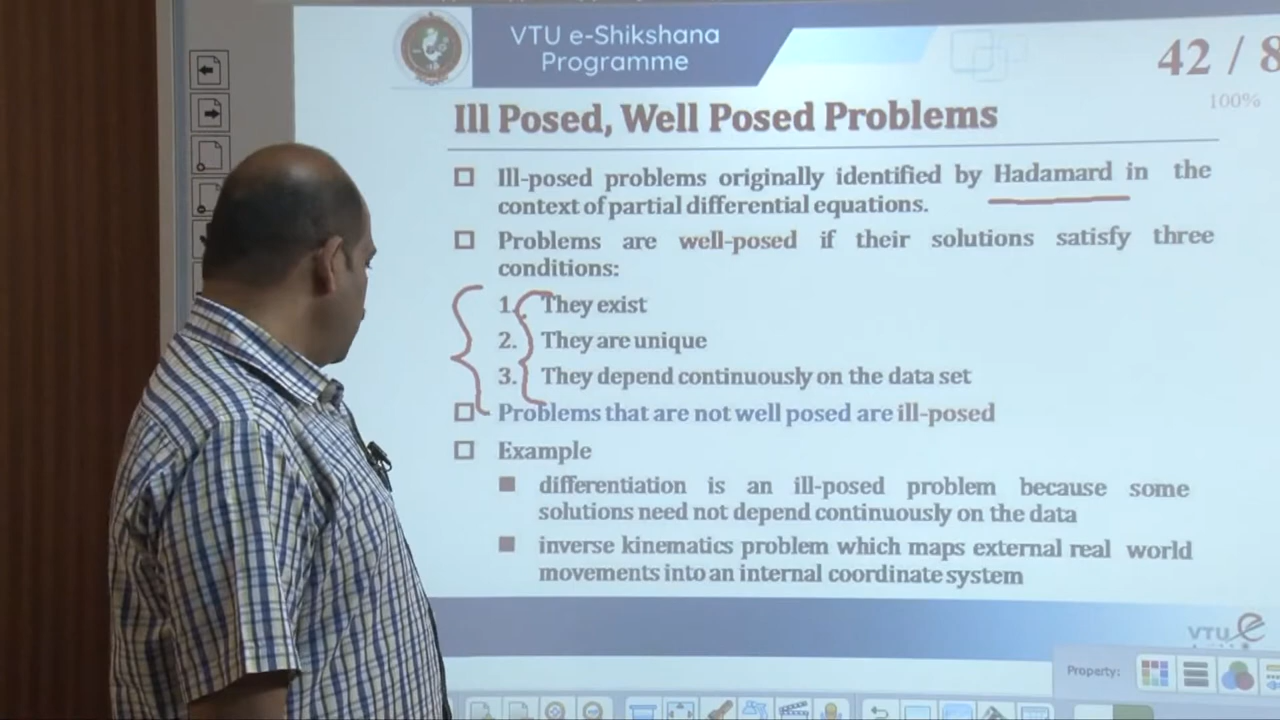 VTU e-Shikshana
Programme
42 / 8
100%
Ill Posed, Well Posed Problems
Ill-posed problems originally identified by Hadamard in the
context of partial differential equations.
Problems are well-posed if their solutions satisfy three
conditions:
1. They exist
2. They are unique
3. They depend continuously on the data set
Problems that are not well posed are ill-posed
Example
differentiation is an ill-posed problem because some
solutions need not depend continuously on the data
inverse kinematics problem which maps external real world
movements into an internal coordinate system
VTU e
Property: